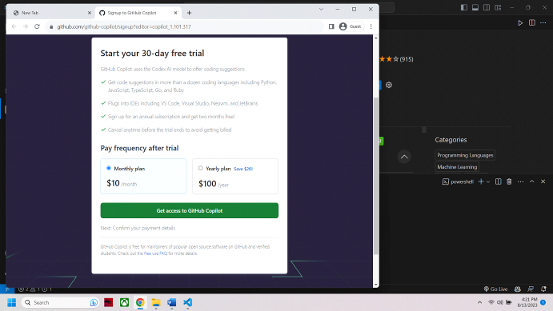 New Tab
Signup to GitHub Copilot
github.com/github-copilot/signup?editor=copilot_1.101.317
Guest
Start your 30-day free trial
GitHub Copilot uses the Codex AI model to offer coding suggestions.
Get code suggestions in more than a dozen coding languages including Python,
JavaScript, TypeScript, Go, and Ruby
Plugs into IDEs including VS Code, Visual Studio, Neovim, and JetBrains.
Sign up for an annual subscription and get two months free!
Cancel anytime before the trial ends to avoid getting billed
Pay frequency after trial
Monthly plan
$10 /month
Yearly plan Save $20!
$100 /year
Get access to GitHub Copilot
Next: Confirm your payment details
GitHub Copilot is free for maintainers of popular open source software on GitHub and verified
students. Check out the free use FAQ for more details.
(915)
Categories
Programming Languages
Machine Learning
powershell
Go Live
Search
4:21 PM